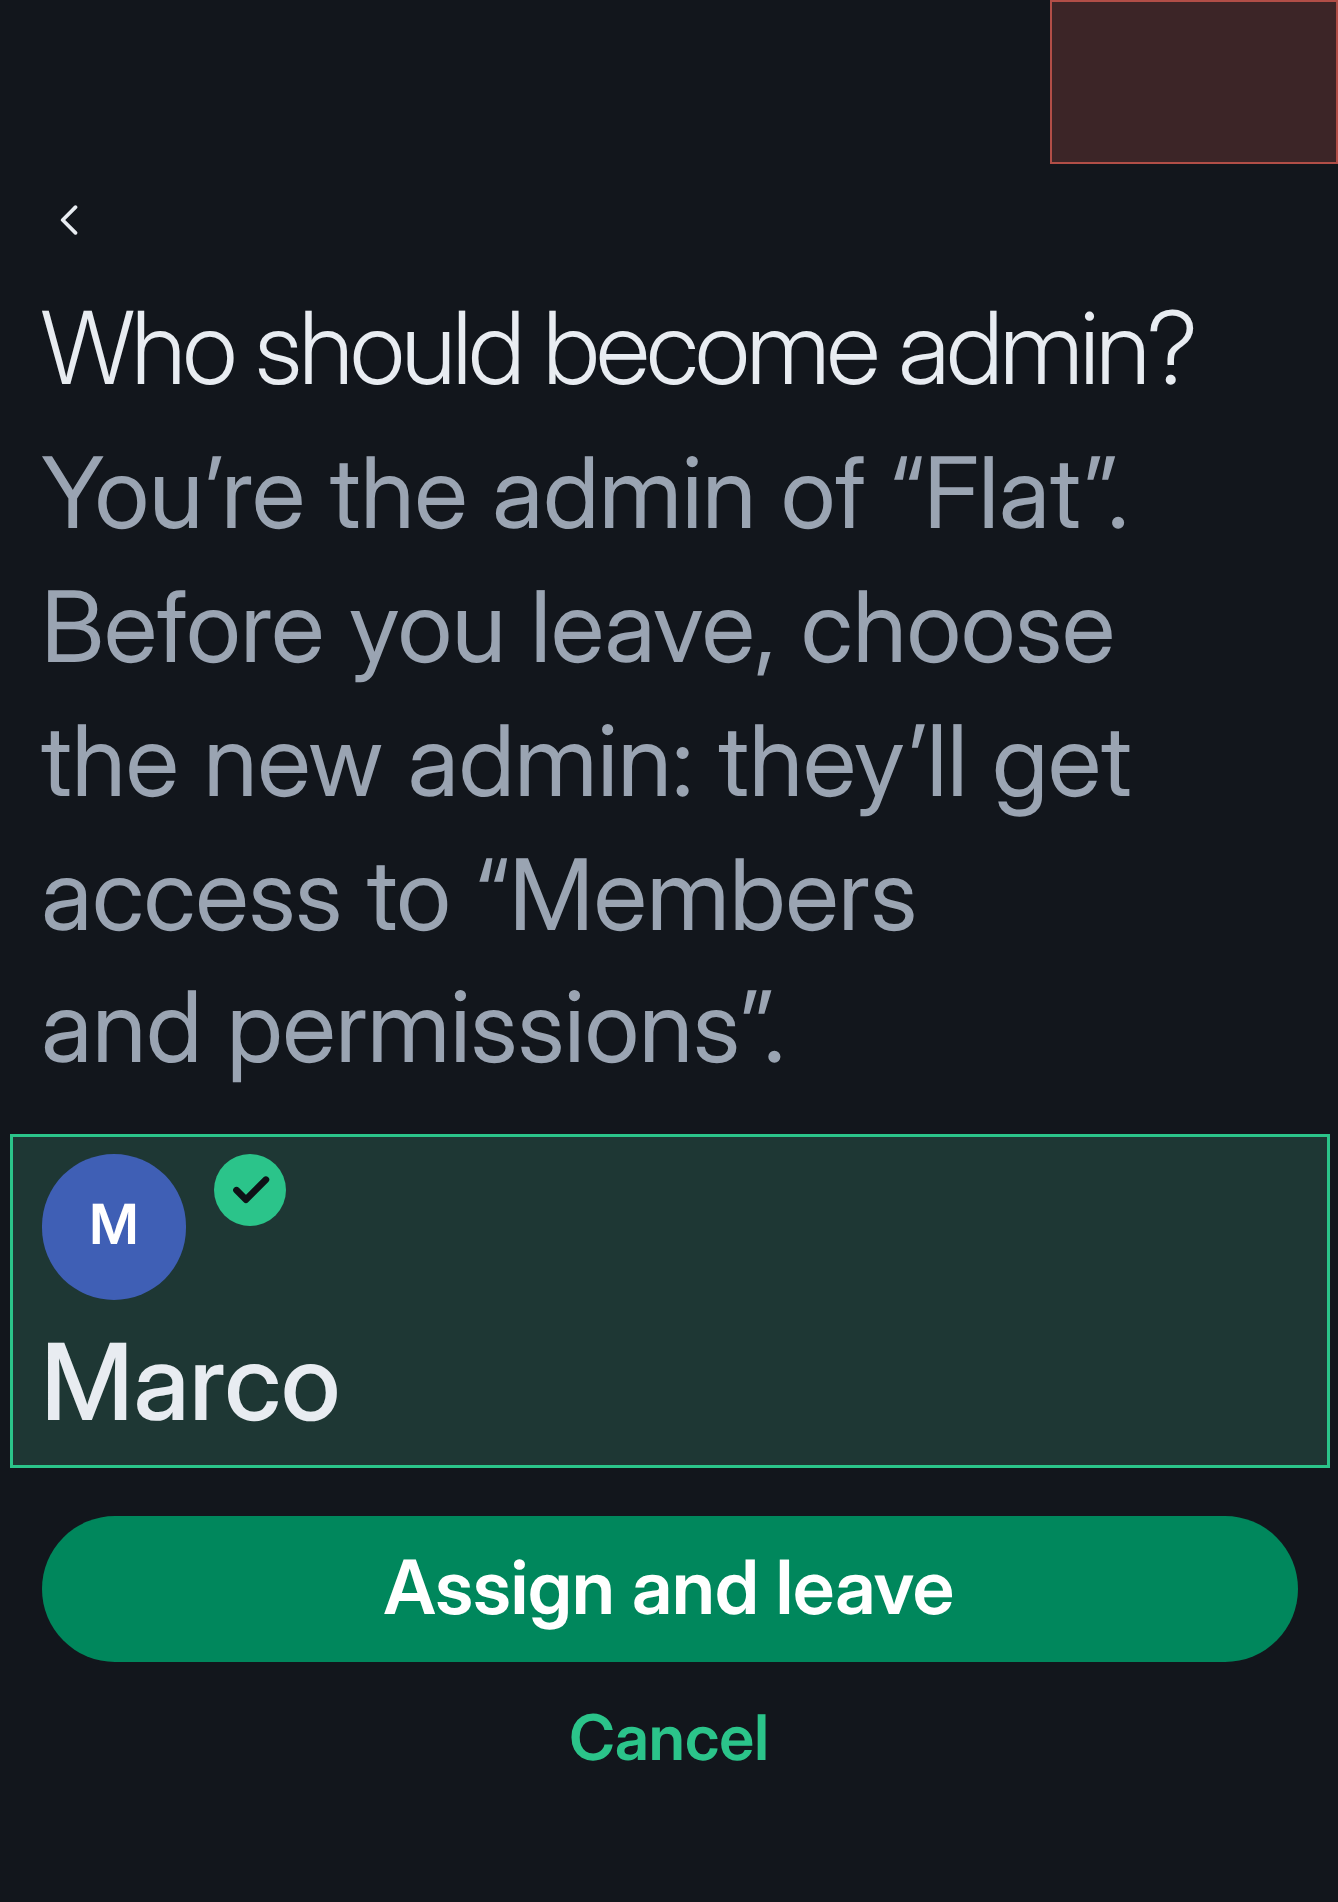 Who should become admin?
You’re the admin of “Flat”.
Before you leave, choose
the new admin: they’ll get
access to “Members
and permissions”.
M
Marco
Assign and leave
Cancel